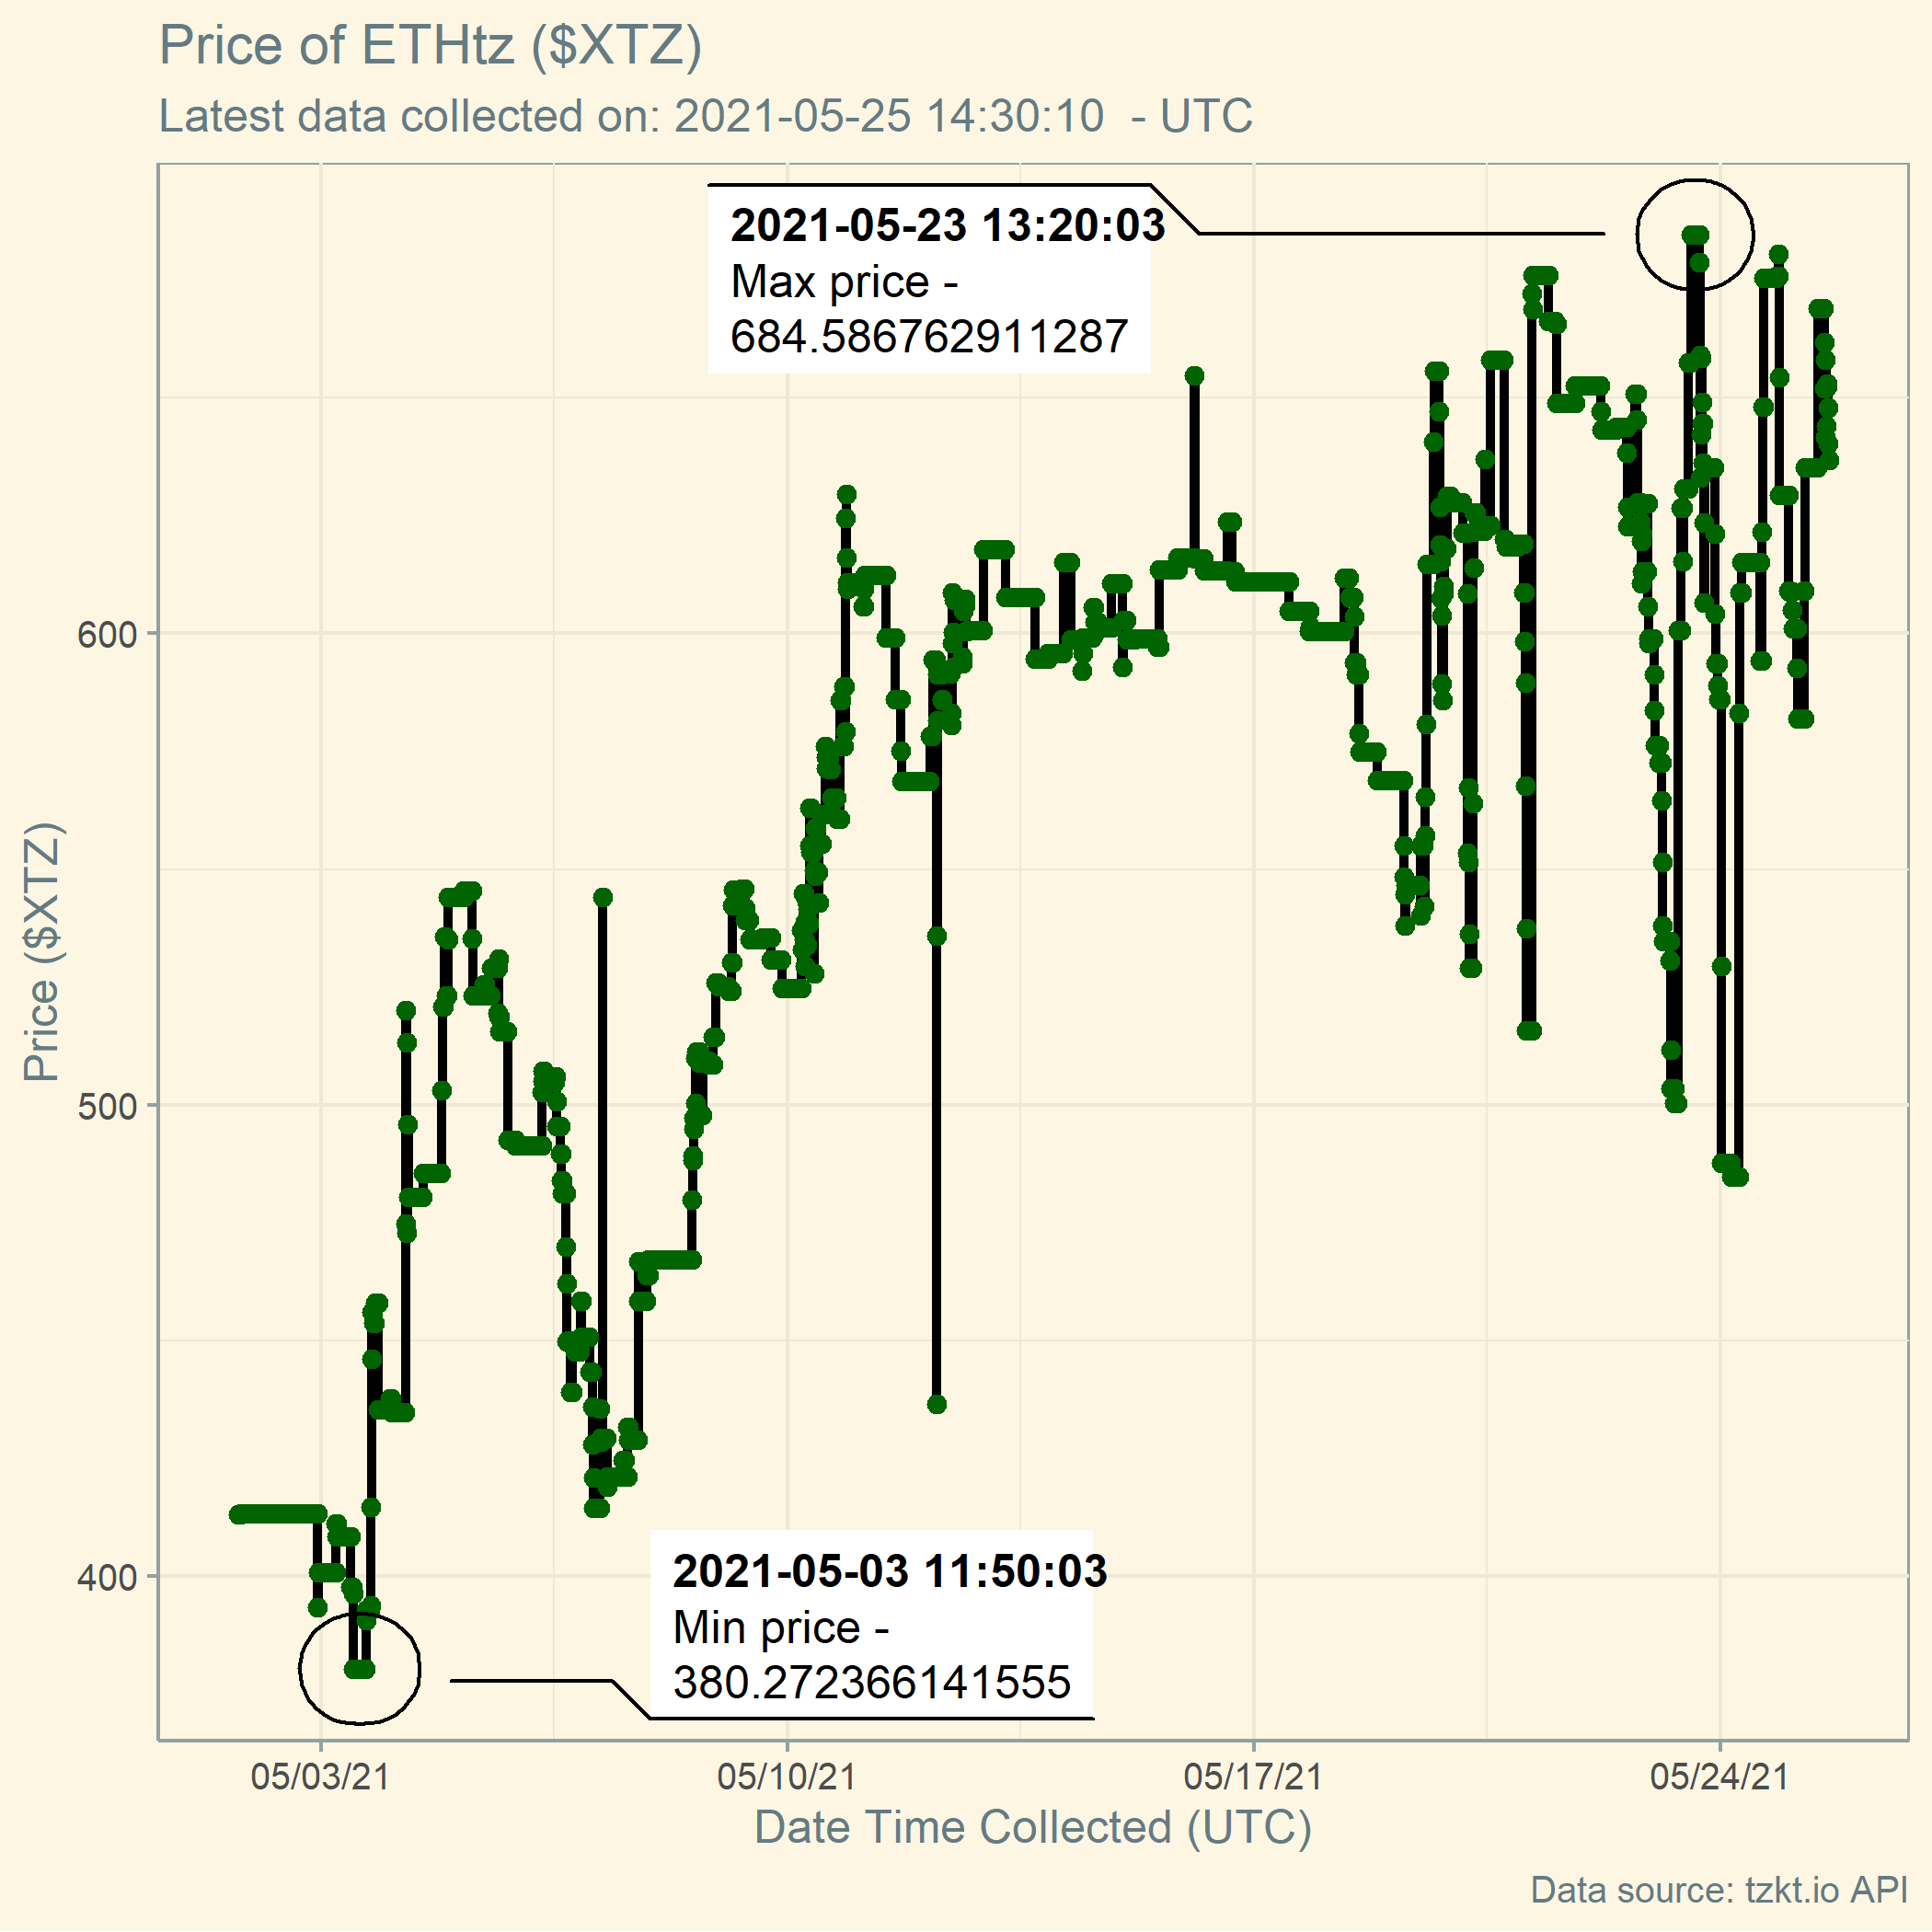 Price of ETHtz ($XTZ)
Latest data collected on: 2021-05-25 14:30:10  - UTC
2021-05-23 13:20:03
Max price -
684.586762911287
600
500
400
Price ($XTZ)
2021-05-03 11:50:03
Min price -
380.272366141555
05/03/21 05/10/21 05/17/21 05/24/21
Date Time Collected (UTC)
Data source: tzkt.io API